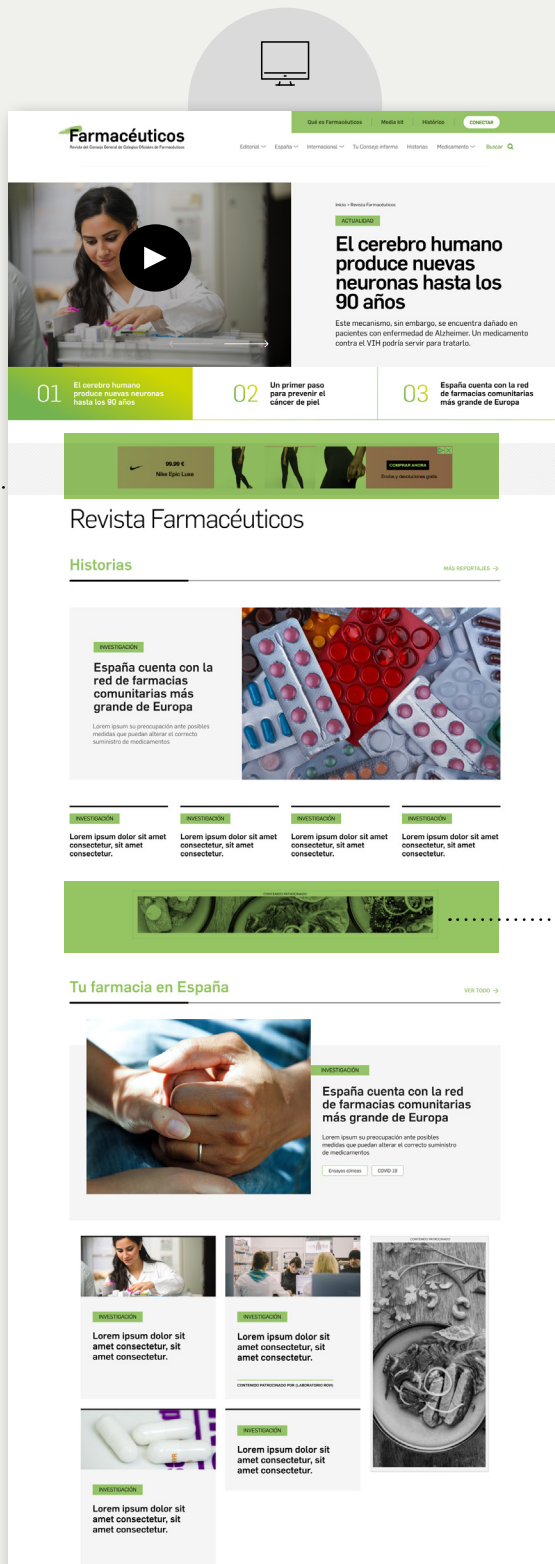 Qué es Farmacéuticos
Media kit
Histórico
CONECTAR
Farmacéuticos
Revista del Consejo General de Colegios Oficiales de Farmacéuticos
Editorial
España
Internacional
Tu Consejo informa
Historias
Medicamento
Buscar
Inicio > Revista Farmacéuticos
ACTUALIDAD
El cerebro humano
produce nuevas
neuronas hasta los
90 años
Este mecanismo, sin embargo, se encuentra dañado en
pacientes con enfermedad de Alzheimer. Un medicamento
contra el VIH podría servir para tratarlo.
01
El cerebro humano
produce nuevas neuronas
hasta los 90 años
02
Un primer paso
para prevenir el
cáncer de piel
03
España cuenta con la red
de farmacias comunitarias
más grande de Europa
99.99 €
Nike Epic Luxe
COMPRAR AHORA
Envíos y devoluciones gratis
Revista Farmacéuticos
Historias
MÁS REPORTAJES
INVESTIGACIÓN
España cuenta con la
red de farmacias
comunitarias más
grande de Europa
Lorem ipsum su preocupación ante posibles
medidas que puedan alterar el correcto
suministro de medicamentos
INVESTIGACIÓN
Lorem ipsum dolor sit amet
consectetur, sit amet
consectetur.
INVESTIGACIÓN
Lorem ipsum dolor sit amet
consectetur, sit amet
consectetur.
INVESTIGACIÓN
Lorem ipsum dolor sit amet
consectetur, sit amet
consectetur.
INVESTIGACIÓN
Lorem ipsum dolor sit amet
consectetur, sit amet
consectetur.
CONTENIDO PATROCINADO
Tu farmacia en España
VER TODO
INVESTIGACIÓN
España cuenta con la red
de farmacias comunitarias
más grande de Europa
Lorem ipsum su preocupación ante posibles
medidas que puedan alterar el correcto suministro
de medicamentos
Ensayos clínicos
COVID-19
INVESTIGACIÓN
Lorem ipsum dolor sit
amet consectetur, sit
amet consectetur.
INVESTIGACIÓN
Lorem ipsum dolor sit
amet consectetur, sit
amet consectetur.
CONTENIDO PATROCINADO POR (LABORATORIO ROVI)
CONTENIDO PATROCINADO
INVESTIGACIÓN
Lorem ipsum dolor sit
amet consectetur, sit
amet consectetur.
INVESTIGACIÓN
Lorem ipsum dolor sit
amet consectetur, sit
amet consectetur.